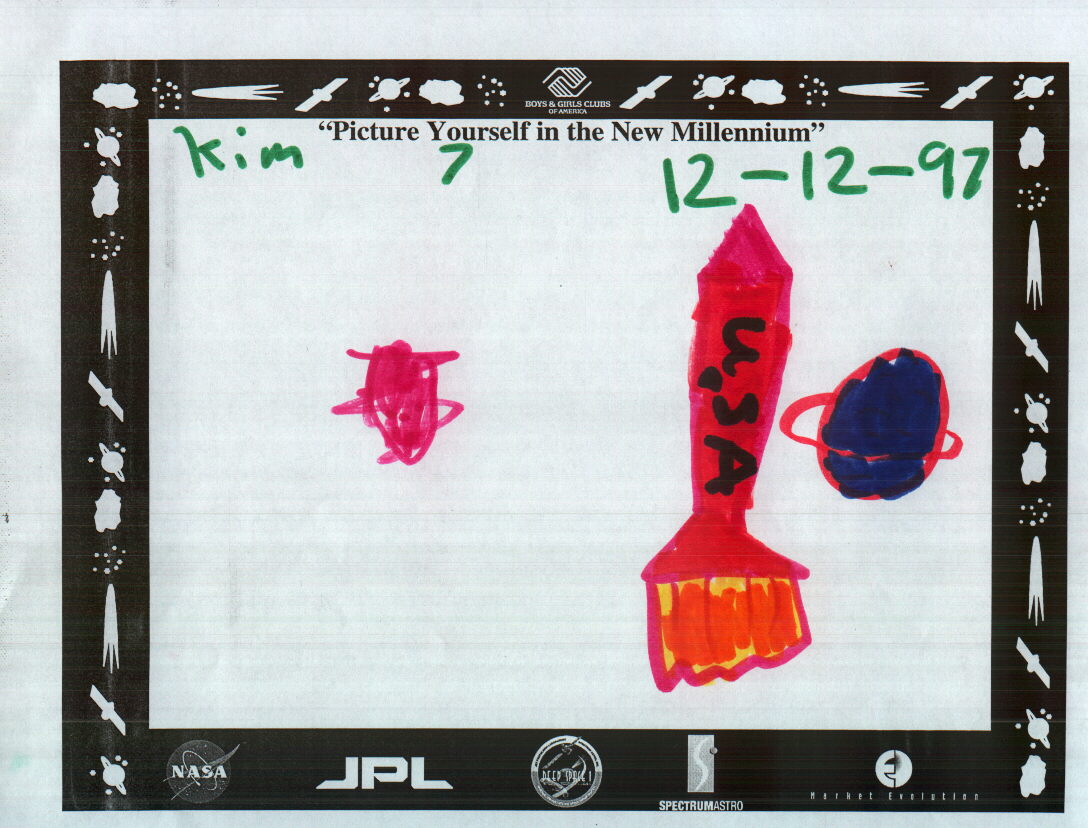 BOYS & GIRLS CLUBS
OF AMERICA
“Picture Yourself in the New Millennium”
Kim 7 12-12-97
U,SA
NASA JPL DEEP SPACE 1 SPECTRUMASTRO Market Evolution